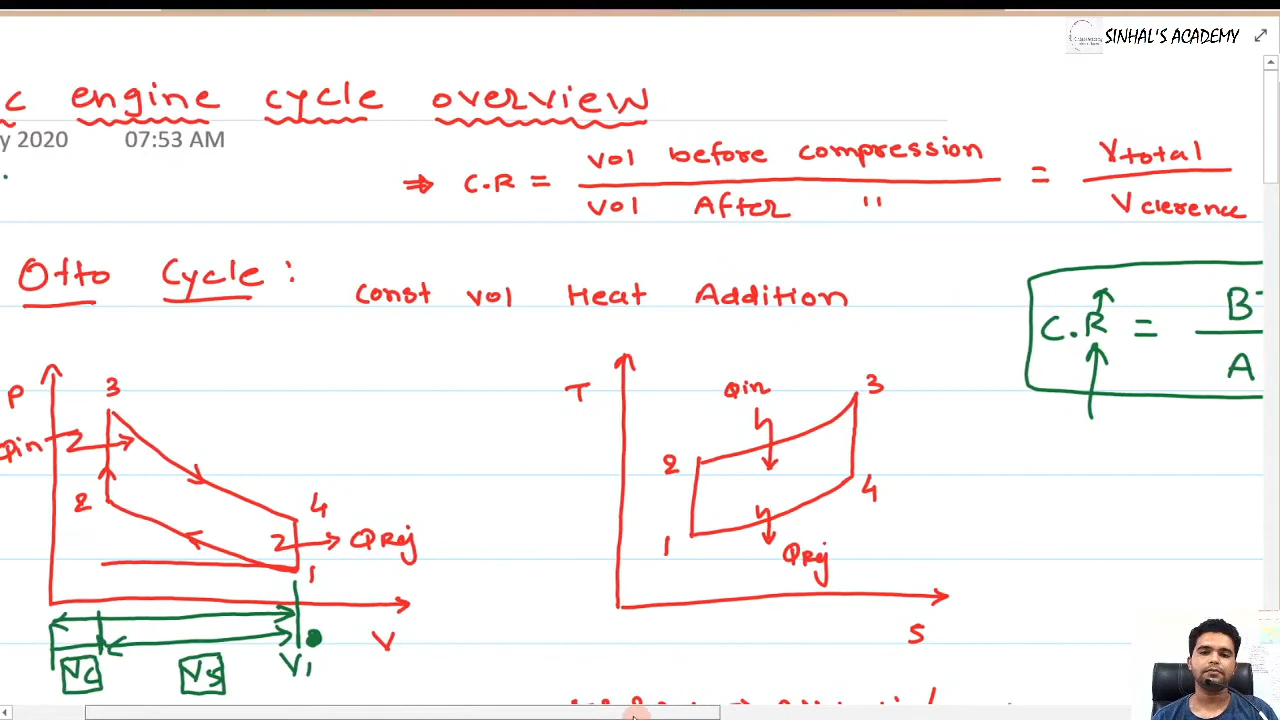 SINHAL'S ACADEMY
c engine cycle overview
y 2020 07:53 AM
⇒ C.R = vol before compression / vol After " = Vtotal / Vclerence
Otto Cycle : Const vol Heat Addition
C.R =
B
A
P
3
Qin
2
4
QRej
1
V
Vc
Vs
V1
T
Qin
3
2
4
1
QRej
S